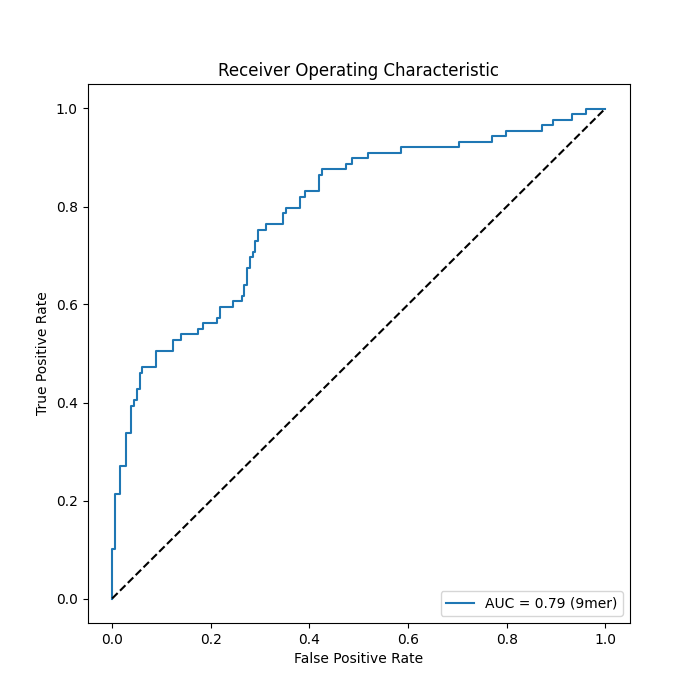 Receiver Operating Characteristic
True Positive Rate
1.0
0.8
0.6
0.4
0.2
0.0
AUC = 0.79 (9mer)
0.0 0.2 0.4 0.6 0.8 1.0
False Positive Rate